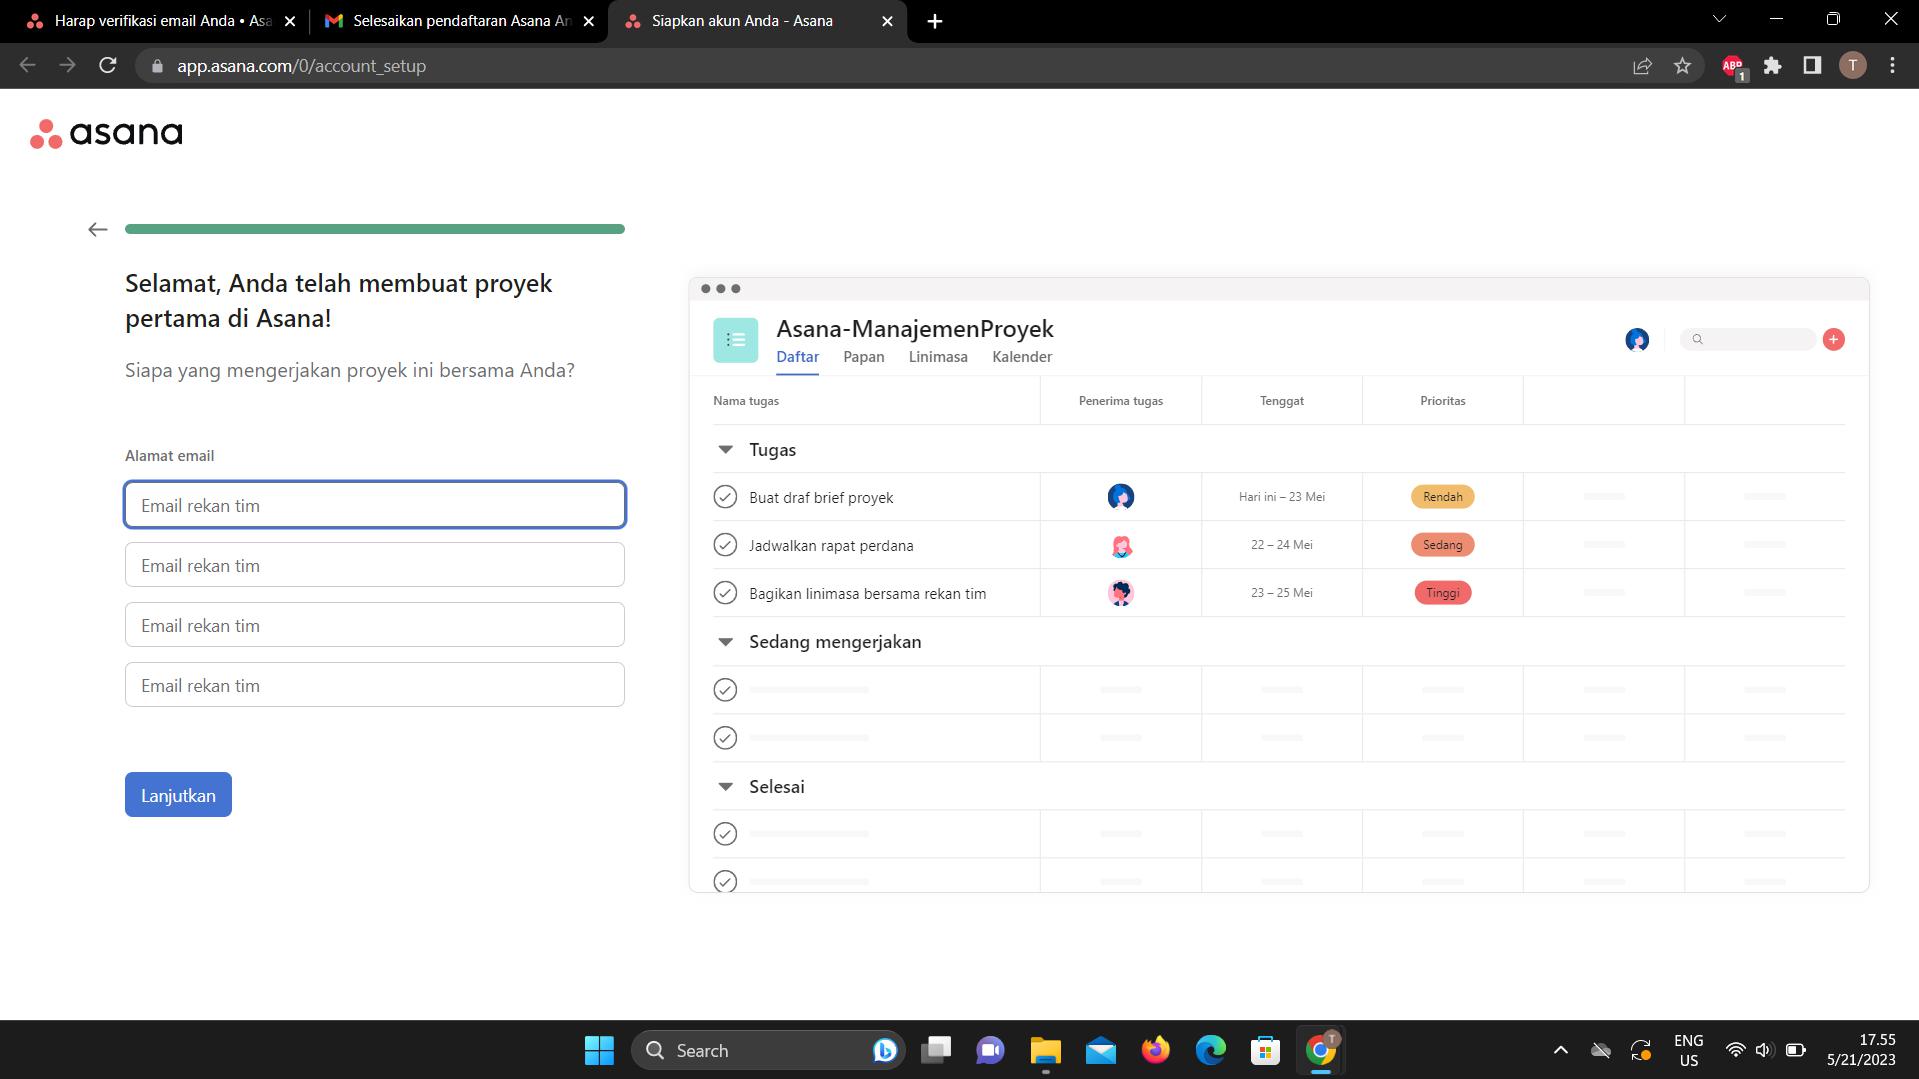 Harap verifikasi email Anda • Asa
Selesaikan pendaftaran Asana An
Siapkan akun Anda - Asana
app.asana.com/0/account_setup
ABP
1
T
asana
Selamat, Anda telah membuat proyek
pertama di Asana!
Siapa yang mengerjakan proyek ini bersama Anda?
Alamat email
Email rekan tim
Email rekan tim
Email rekan tim
Email rekan tim
Lanjutkan
Asana-ManajemenProyek
Daftar Papan Linimasa Kalender
Nama tugas Penerima tugas Tenggat Prioritas
Tugas
Buat draf brief proyek Hari ini – 23 Mei Rendah
Jadwalkan rapat perdana 22 – 24 Mei Sedang
Bagikan linimasa bersama rekan tim 23 – 25 Mei Tinggi
Sedang mengerjakan
Selesai
Search
T
ENG
US
17.55
5/21/2023